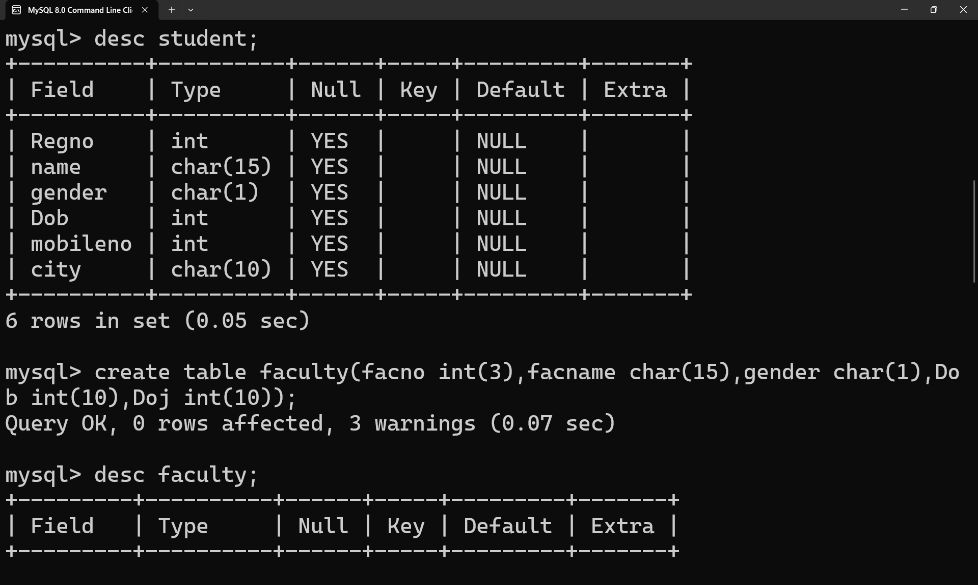 MySQL 8.0 Command Line Cli
mysql> desc student;
+----------+----------+------+-----+---------+-------+
| Field    | Type     | Null | Key | Default | Extra |
+----------+----------+------+-----+---------+-------+
| Regno    | int      | YES  |     | NULL    |       |
| name     | char(15) | YES  |     | NULL    |       |
| gender   | char(1)  | YES  |     | NULL    |       |
| Dob      | int      | YES  |     | NULL    |       |
| mobileno | int      | YES  |     | NULL    |       |
| city     | char(10) | YES  |     | NULL    |       |
+----------+----------+------+-----+---------+-------+
6 rows in set (0.05 sec)
mysql> create table faculty(facno int(3),facname char(15),gender char(1),Do
b int(10),Doj int(10));
Query OK, 0 rows affected, 3 warnings (0.07 sec)
mysql> desc faculty;
+---------+----------+------+-----+---------+-------+
| Field   | Type     | Null | Key | Default | Extra |
+---------+----------+------+-----+---------+-------+